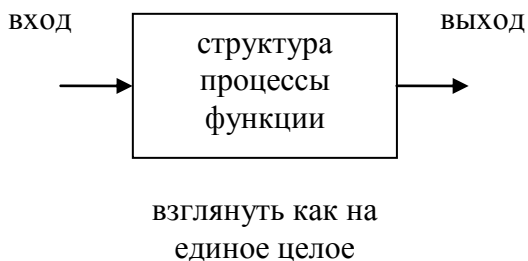 вход
выход
структура
процессы
функции
взглянуть как на
единое целое